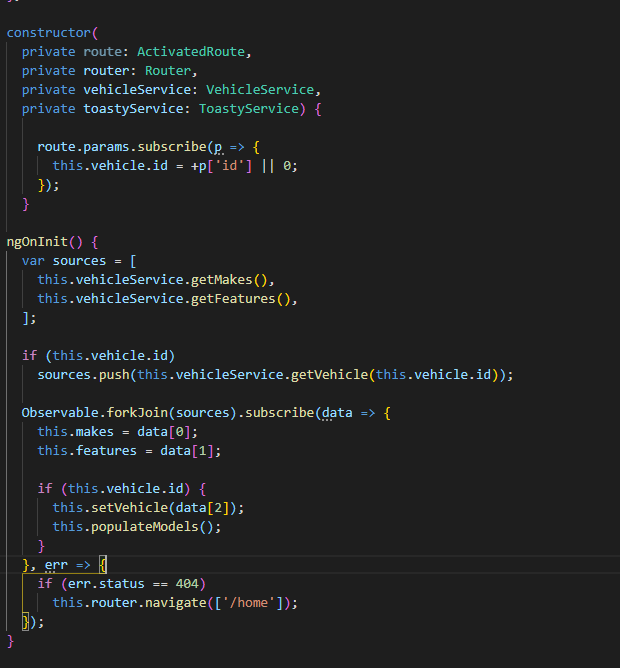 constructor(
private route: ActivatedRoute,
private router: Router,
private vehicleService: VehicleService,
private toastyService: ToastyService) {
route.params.subscribe(p => {
this.vehicle.id = +p['id'] || 0;
});
}
ngOnInit() {
var sources = [
this.vehicleService.getMakes(),
this.vehicleService.getFeatures(),
];
if (this.vehicle.id)
sources.push(this.vehicleService.getVehicle(this.vehicle.id));
Observable.forkJoin(sources).subscribe(data => {
this.makes = data[0];
this.features = data[1];
if (this.vehicle.id) {
this.setVehicle(data[2]);
this.populateModels();
}
}, err => {
if (err.status == 404)
this.router.navigate(['/home']);
});
}